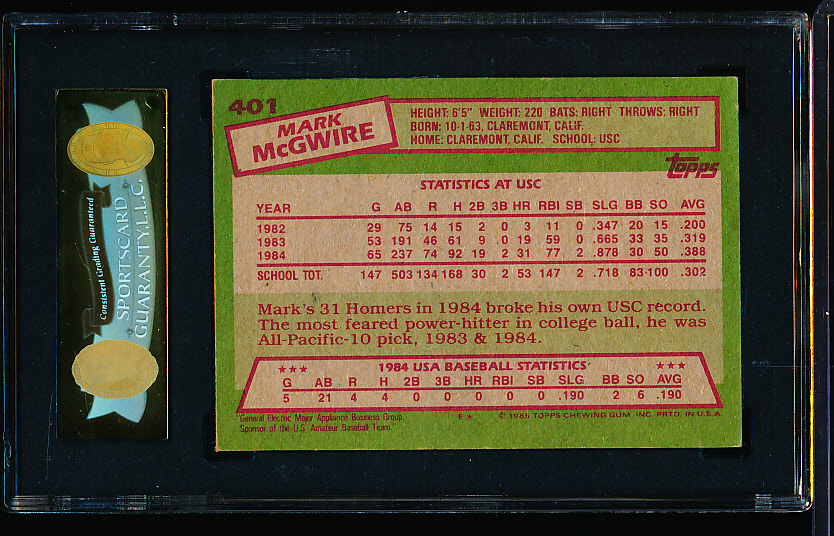 401
MARK
McGWIRE
HEIGHT: 6'5" WEIGHT: 220 BATS: RIGHT THROWS: RIGHT
BORN: 10-1-63, CLAREMONT, CALIF.
HOME: CLAREMONT, CALIF. SCHOOL: USC
topps
STATISTICS AT USC
YEAR G AB R H 2B 3B HR RBI SB SLG BB SO AVG
1982 29 75 14 15 2 0 3 11 0 .347 20 15 .200
1983 53 191 46 61 9 0 19 59 0 .665 33 35 .319
1984 65 237 74 92 19 2 31 77 2 .878 30 50 .388
SCHOOL TOT. 147 503 134 168 30 2 53 147 2 .718 83 100 .302
Mark's 31 Homers in 1984 broke his own USC record.
The most feared power-hitter in college ball, he was
All-Pacific-10 pick, 1983 & 1984.
★★★ 1984 USA BASEBALL STATISTICS ★★★
G AB R H 2B 3B HR RBI SB SLG BB SO AVG
5 21 4 4 0 0 0 0 0 .190 2 6 .190
General Electric Major Appliance Business Group
Sponsor of the U.S. Amateur Baseball Team
E★ © 1985 TOPPS CHEWING GUM, INC. PRTD. IN U.S.A.
Consistent Grading Guaranteed
SPORTSCARD
GUARANTY, L.L.C.